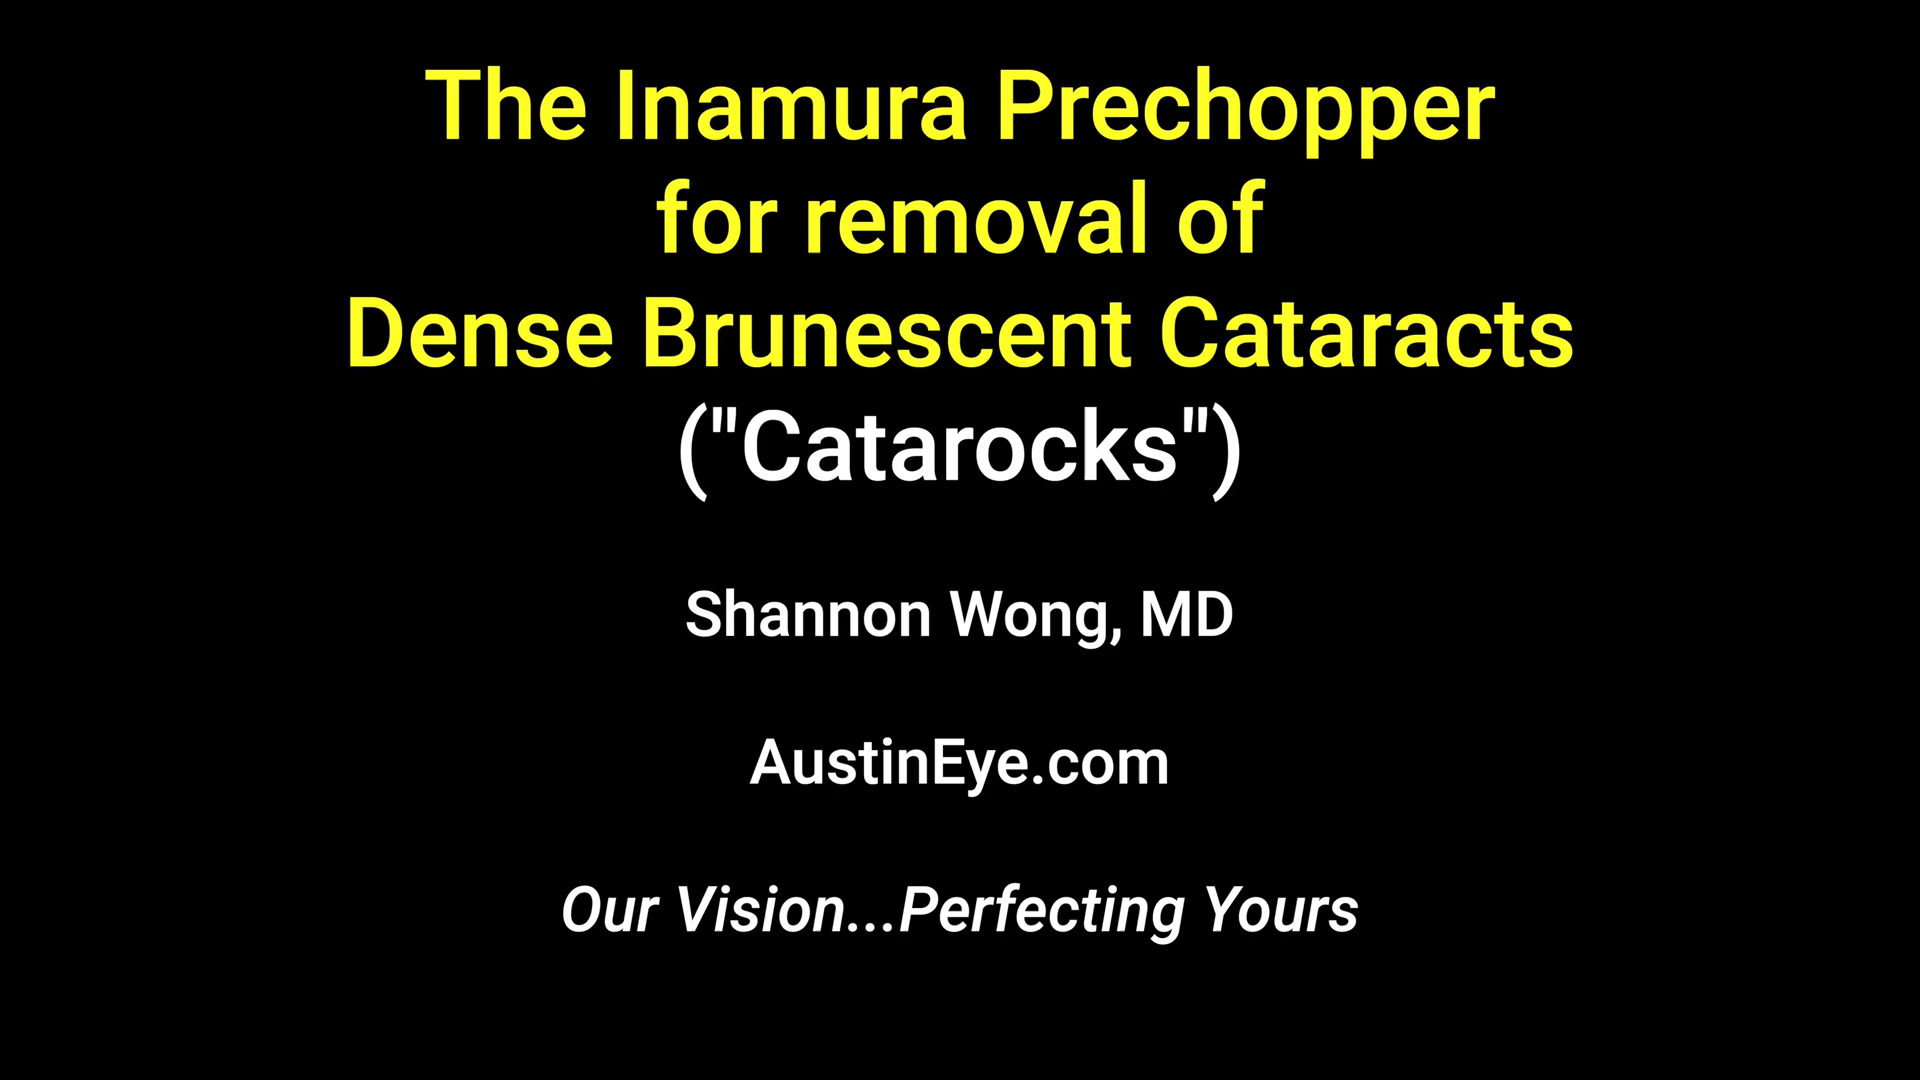 The Inamura Prechopper
for removal of
Dense Brunescent Cataracts
("Catarocks")
Shannon Wong, MD
AustinEye.com
Our Vision...Perfecting Yours